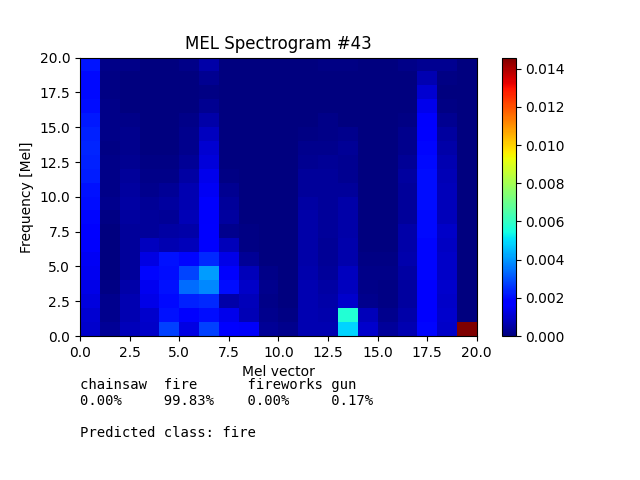 MEL Spectrogram #43
Frequency [Mel]
20.0
17.5
15.0
12.5
10.0
7.5
5.0
2.5
0.0
0.0 2.5 5.0 7.5 10.0 12.5 15.0 17.5 20.0
Mel vector
0.014
0.012
0.010
0.008
0.006
0.004
0.002
0.000
chainsaw fire fireworks gun
0.00% 99.83% 0.00% 0.17%
Predicted class: fire